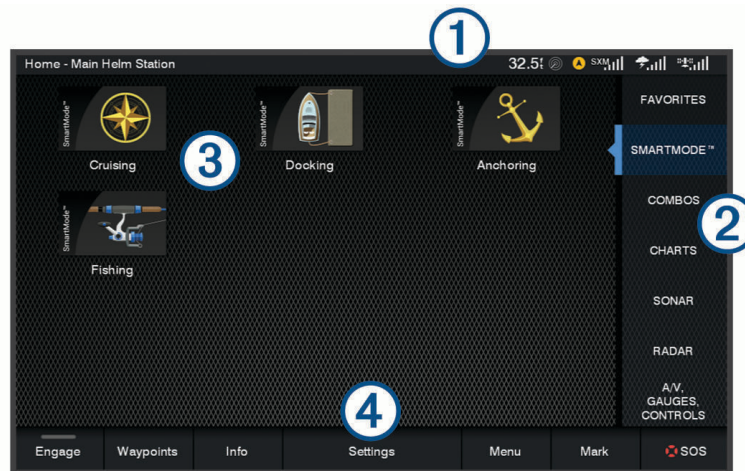 1
Home - Main Helm Station
32.5ft
SXM
FAVORITES
SmartMode™
Cruising
SmartMode™
Docking
SmartMode™
Anchoring
SMARTMODE™
3
COMBOS
2
SmartMode™
Fishing
CHARTS
SONAR
RADAR
A/V,
GAUGES,
CONTROLS
4
Engage
Waypoints
Info
Settings
Menu
Mark
SOS